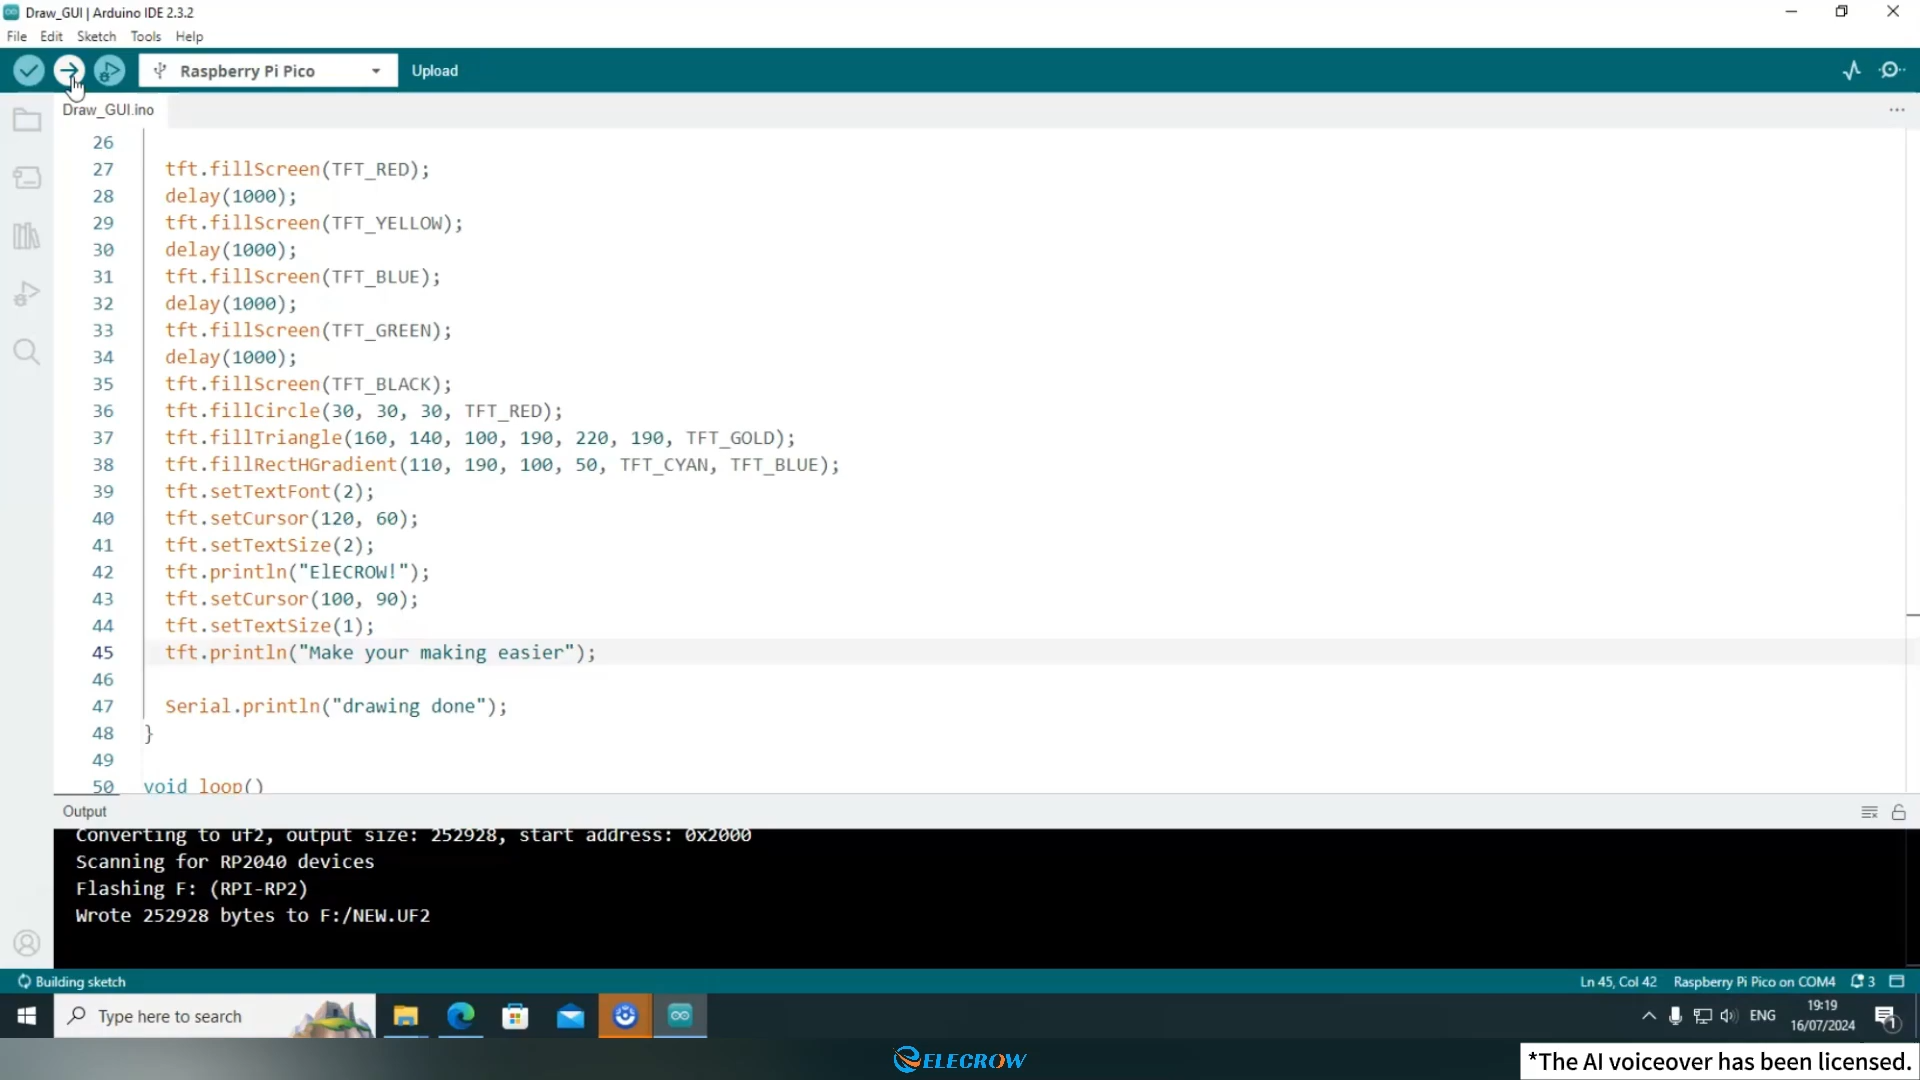 Draw_GUI | Arduino IDE 2.3.2
File Edit Sketch Tools Help
Raspberry Pi Pico Upload
Draw_GUI.ino
26
27 tft.fillScreen(TFT_RED);
28 delay(1000);
29 tft.fillScreen(TFT_YELLOW);
30 delay(1000);
31 tft.fillScreen(TFT_BLUE);
32 delay(1000);
33 tft.fillScreen(TFT_GREEN);
34 delay(1000);
35 tft.fillScreen(TFT_BLACK);
36 tft.fillCircle(30, 30, 30, TFT_RED);
37 tft.fillTriangle(160, 140, 100, 190, 220, 190, TFT_GOLD);
38 tft.fillRectHGradient(110, 190, 100, 50, TFT_CYAN, TFT_BLUE);
39 tft.setTextFont(2);
40 tft.setCursor(120, 60);
41 tft.setTextSize(2);
42 tft.println("ElECROW!");
43 tft.setCursor(100, 90);
44 tft.setTextSize(1);
45 tft.println("Make your making easier");
46
47 Serial.println("drawing done");
48 }
49
50 void loop()
Output
Converting to uf2, output size: 252928, start address: 0x2000
Scanning for RP2040 devices
Flashing F: (RPI-RP2)
Wrote 252928 bytes to F:/NEW.UF2
Building sketch Ln 45, Col 42 Raspberry Pi Pico on COM4 3
Type here to search ENG 19:19
16/07/2024 1
ELECROW
*The AI voiceover has been licensed.